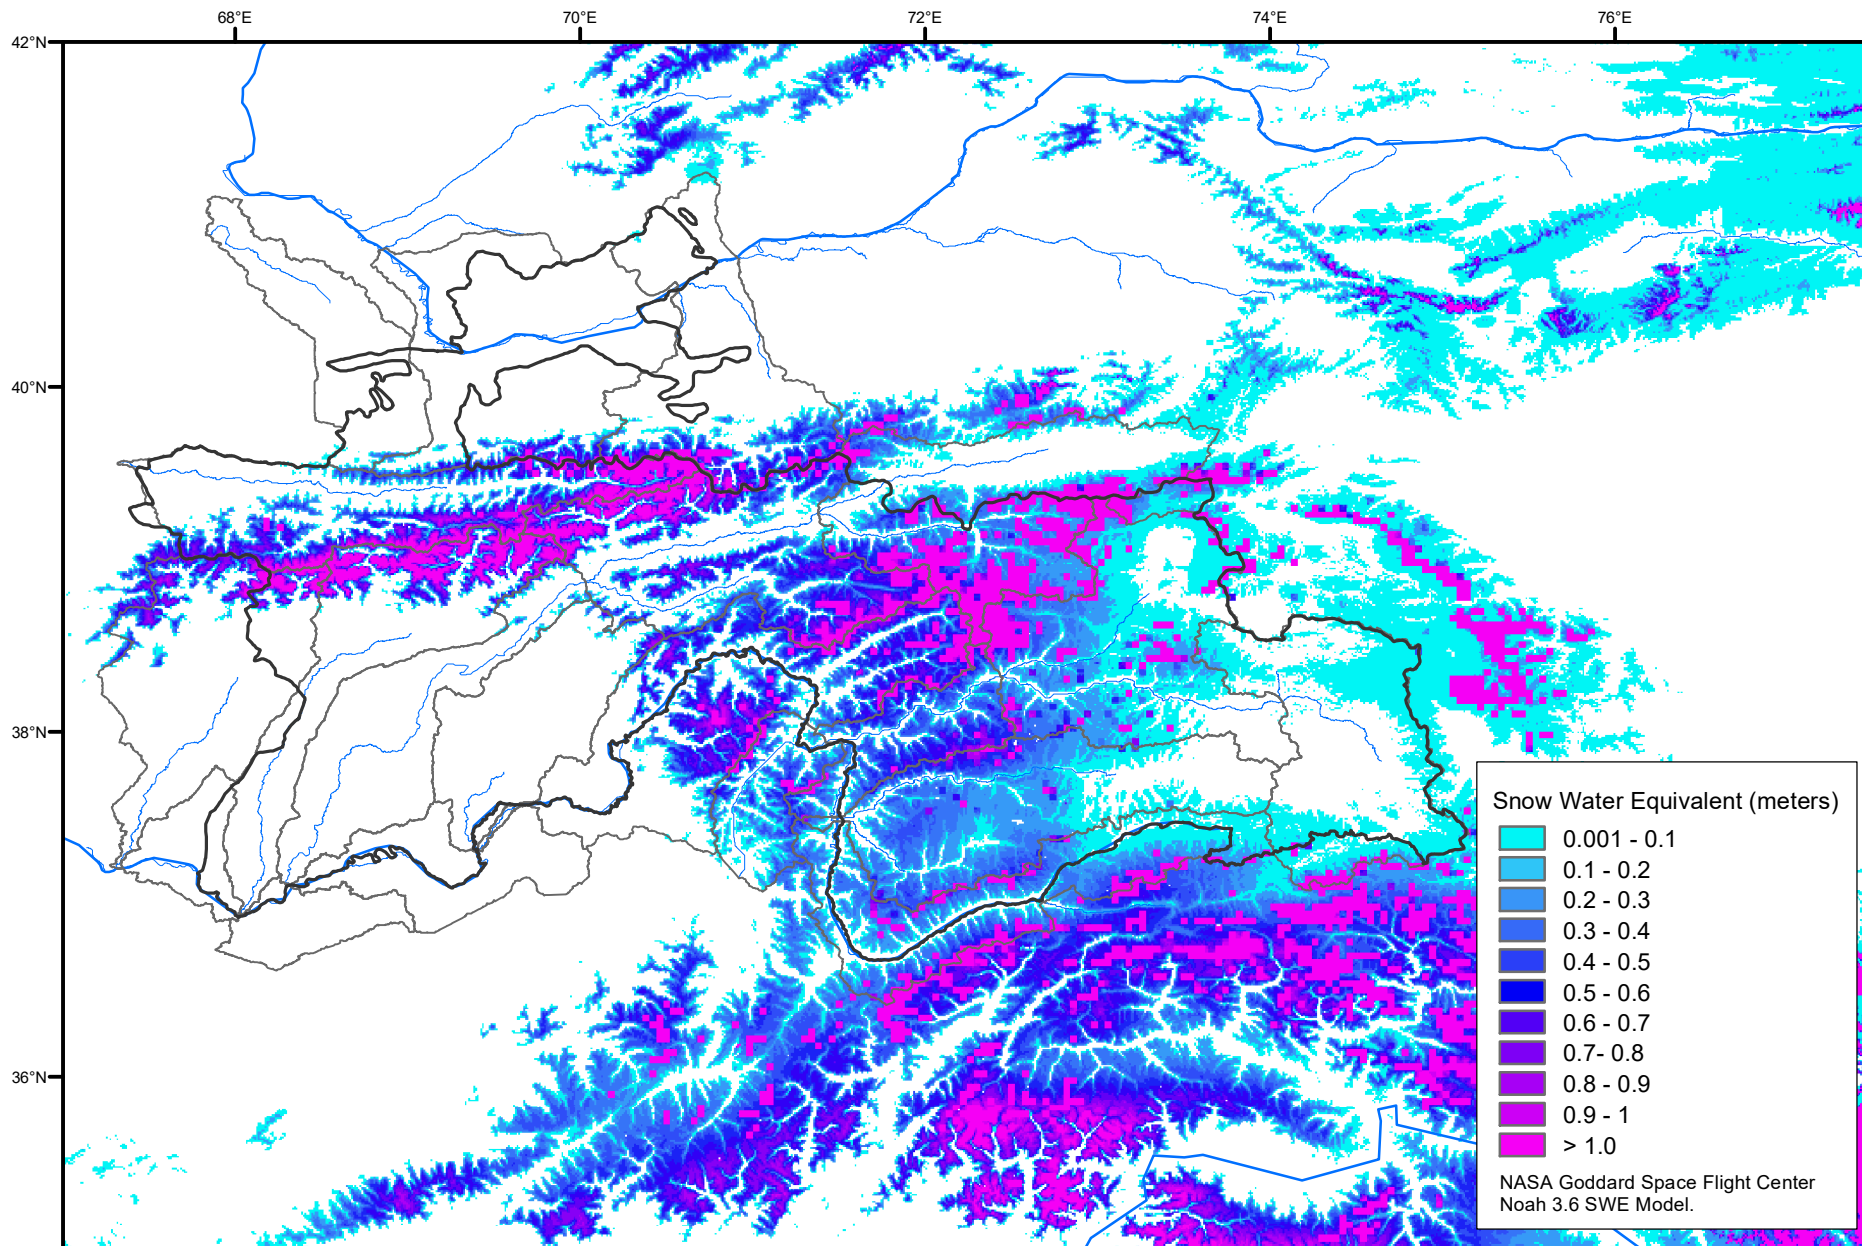 68°E
70°E
72°E
74°E
76°E
42°N
40°N
38°N
36°N
Snow Water Equivalent (meters)
0.001 - 0.1
0.1 - 0.2
0.2 - 0.3
0.3 - 0.4
0.4 - 0.5
0.5 - 0.6
0.6 - 0.7
0.7- 0.8
0.8 - 0.9
0.9 - 1
> 1.0
NASA Goddard Space Flight Center
Noah 3.6 SWE Model.